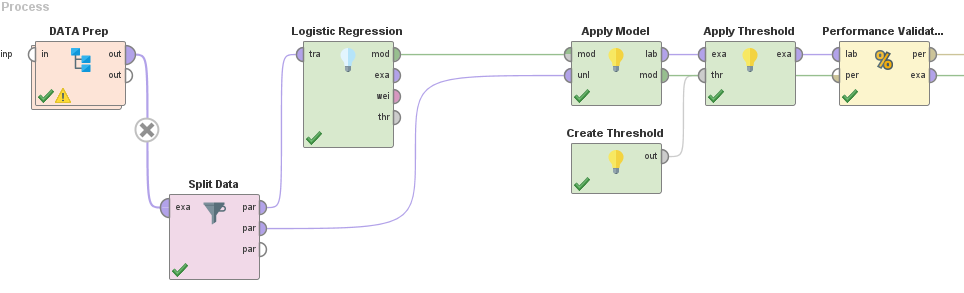 Process
inp
DATA Prep
in out
out
Split Data
exa par
par
par
Logistic Regression
tra mod
exa
wei
thr
Apply Model
mod lab
unl mod
Create Threshold
out
Apply Threshold
exa exa
thr
Performance Validat...
lab per
per exa
%